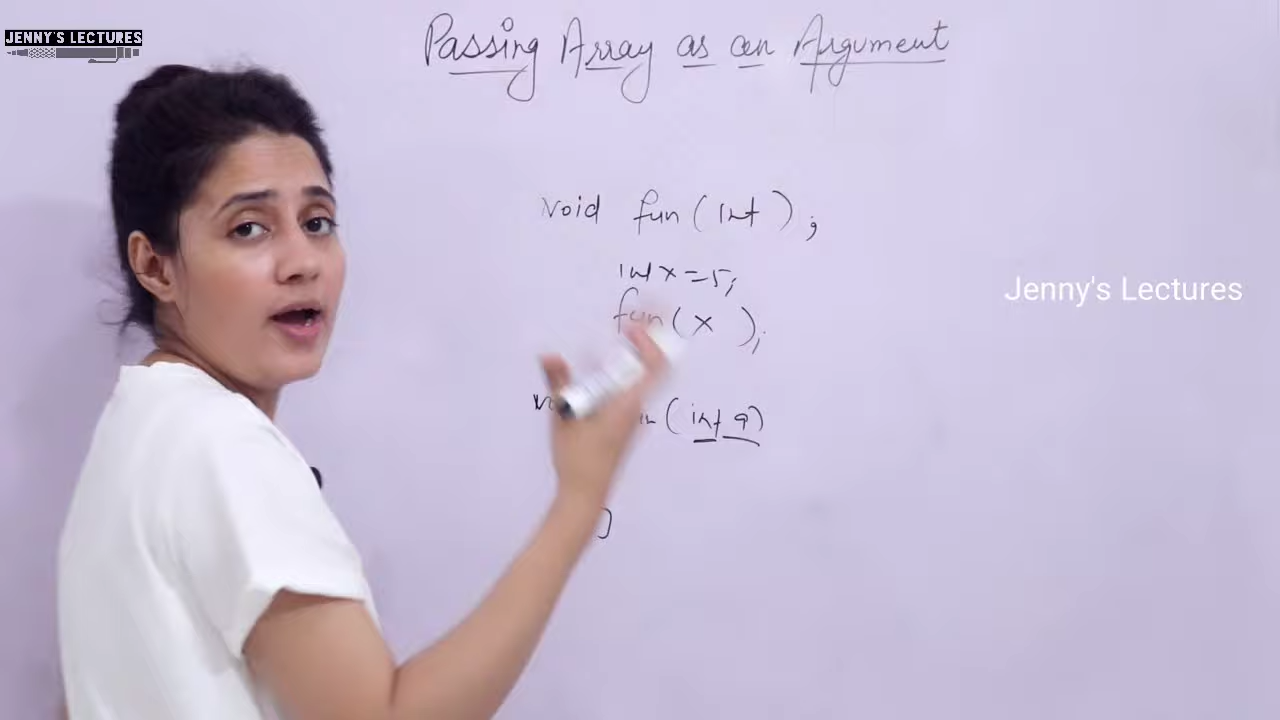 JENNY'S LECTURES
Passing Array as an Argument
void fun(int);
int x=5;
Jenny's Lectures
fun(x);
(int a)